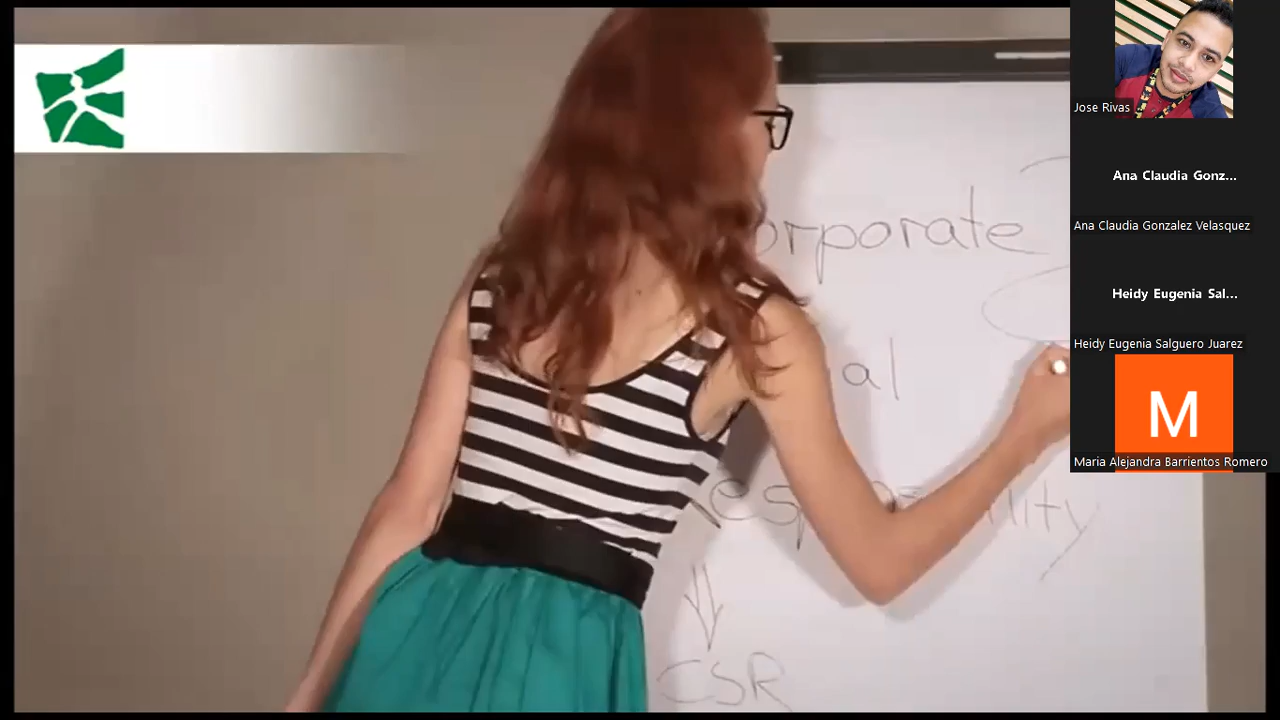 Jose Rivas
Ana Claudia Gonz...
Ana Claudia Gonzalez Velasquez
Heidy Eugenia Sal...
Heidy Eugenia Salguero Juarez
M
Maria Alejandra Barrientos Romero
orporate
al
CSR